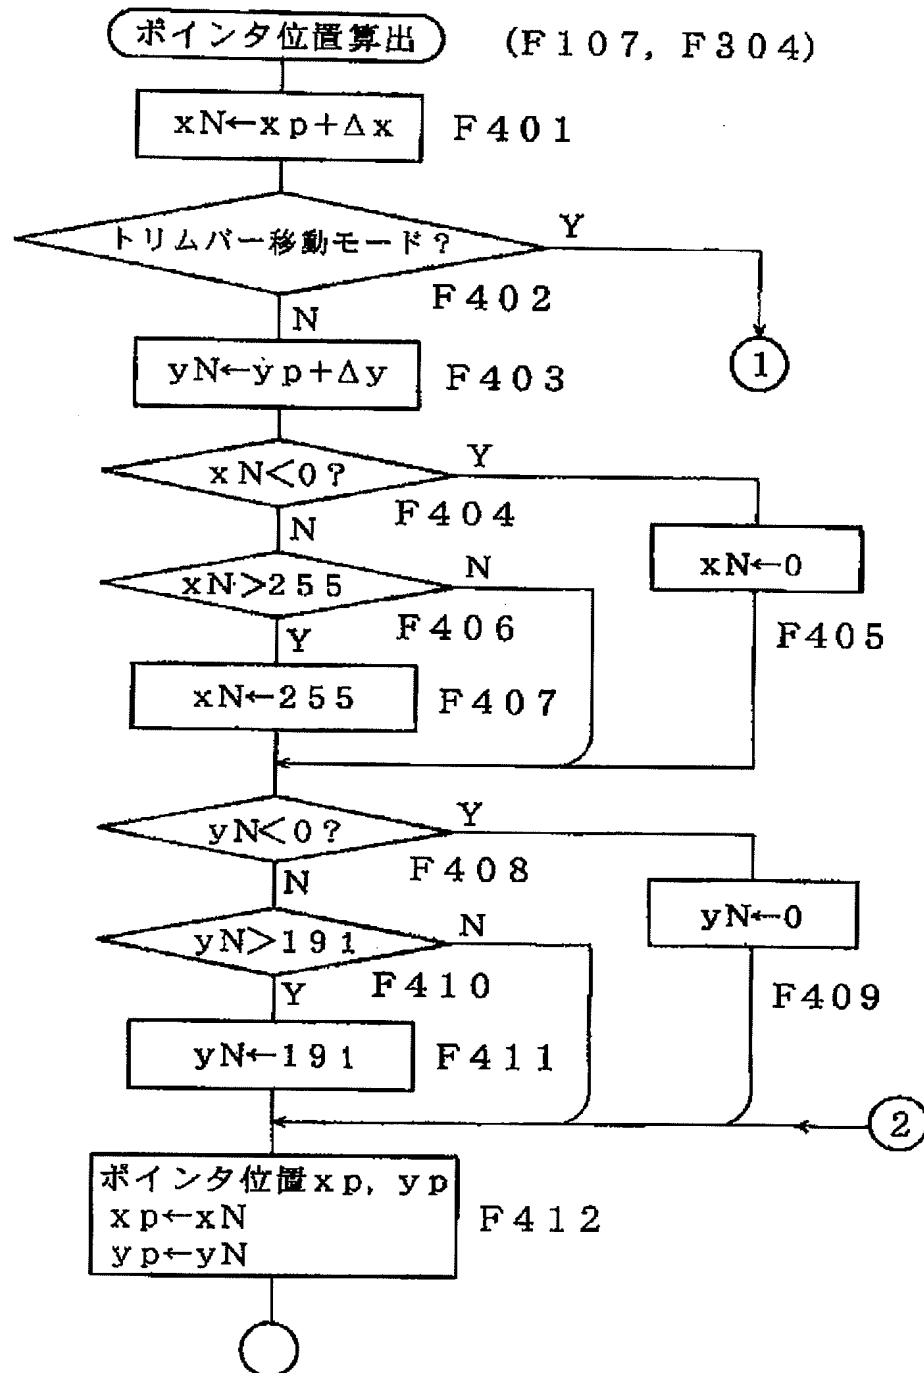 ポインタ位置算出 (F107, F304)
xN←xp+Δx F401
トリムバー移動モード? Y
F402
N
1
yN←yp+Δy F403
xN<0? Y
F404
N
xN←0
xN>255 N
F406 F405
Y
xN←255 F407
yN<0? Y
F408
N
yN←0
yN>191 N
F410 F409
Y
yN←191 F411
2
ポインタ位置xp, yp
xp←xN F412
yp←yN